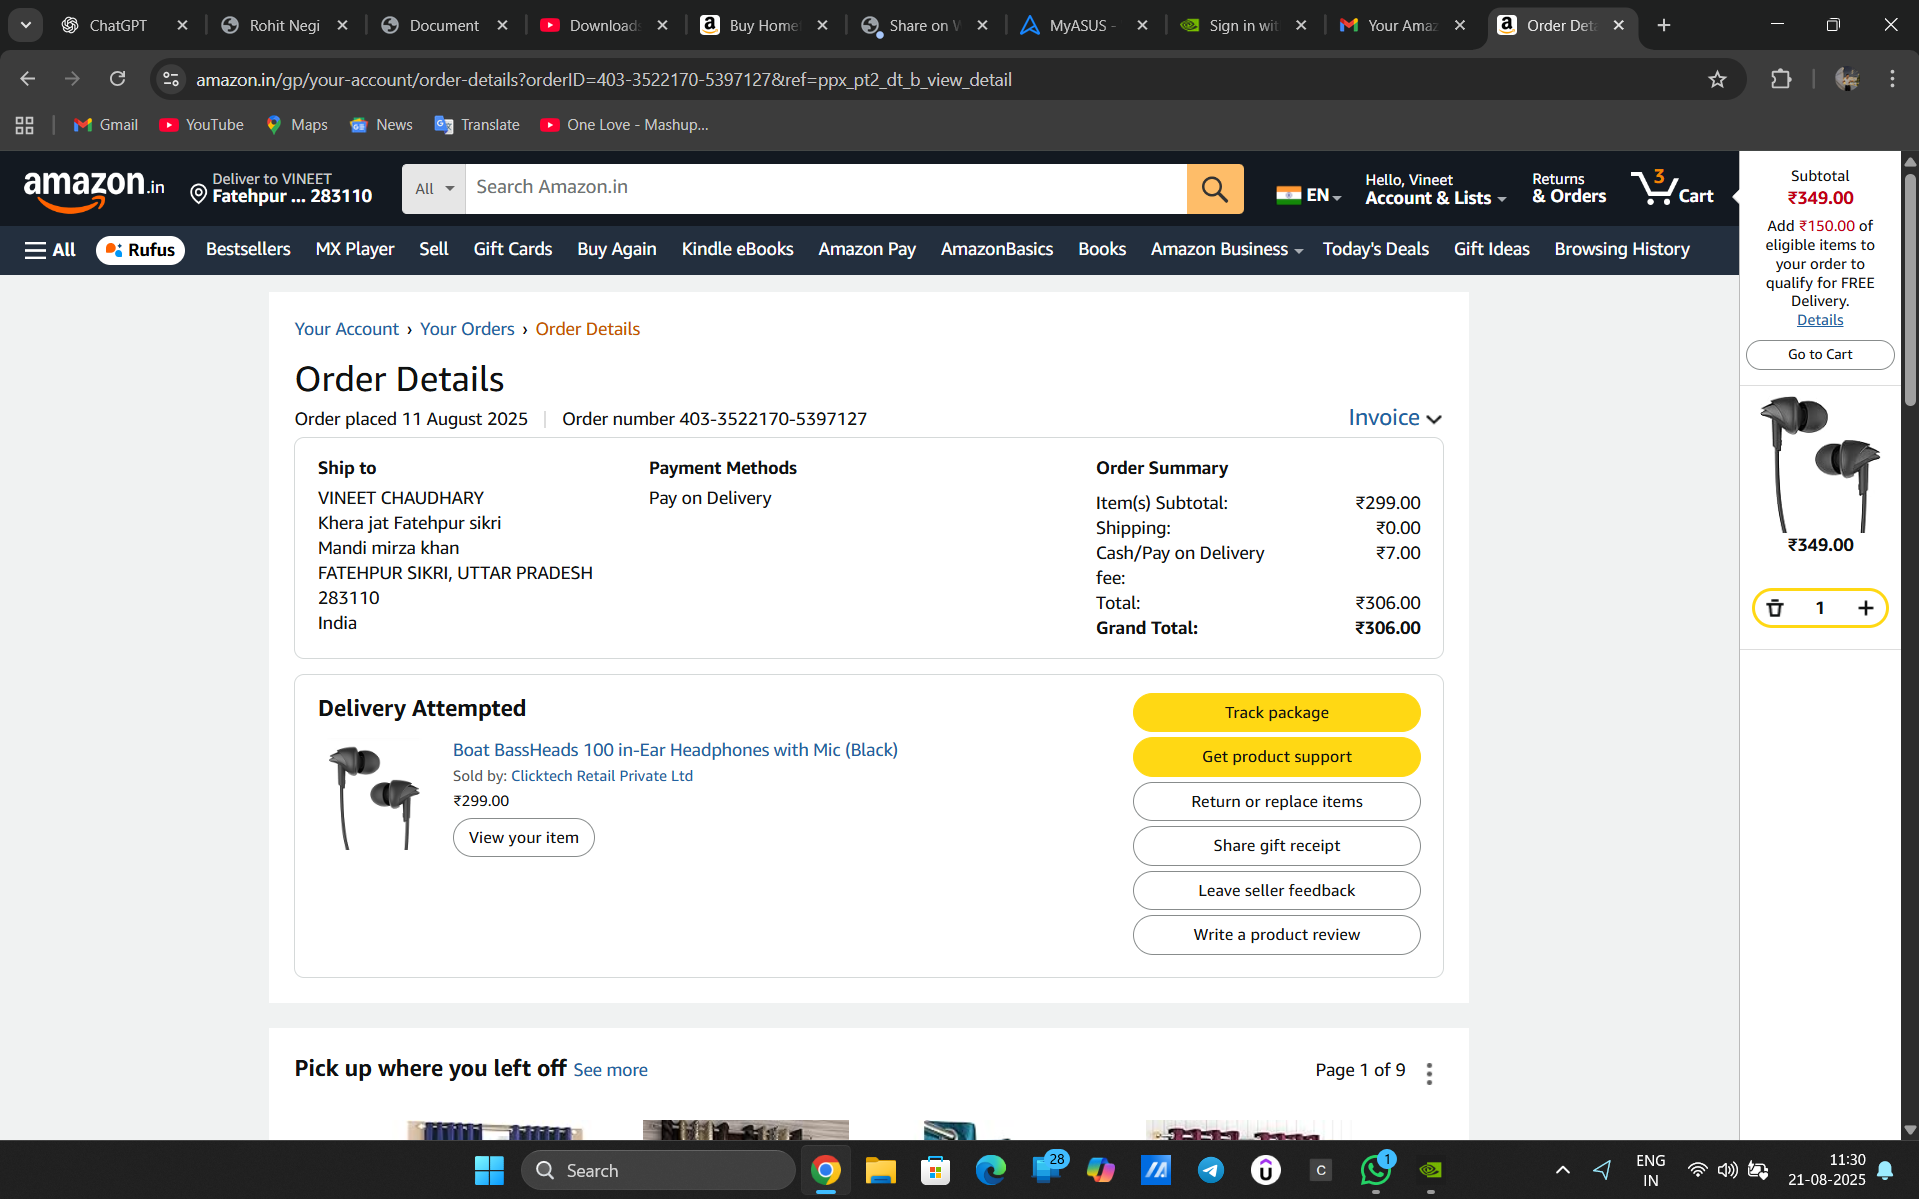 ChatGPT
Rohit Negi
Document
Downloads
Buy Home
Share on W
MyASUS -
Sign in wit
Your Amaz
Order Deta
amazon.in/gp/your-account/order-details?orderID=403-3522170-5397127&ref=ppx_pt2_dt_b_view_detail
Gmail
YouTube
Maps
News
Translate
One Love - Mashup...
amazon.in
Deliver to VINEET
Fatehpur ... 283110
All
Search Amazon.in
EN
Hello, Vineet
Account & Lists
Returns
& Orders
3
Cart
All
Rufus
Bestsellers
MX Player
Sell
Gift Cards
Buy Again
Kindle eBooks
Amazon Pay
AmazonBasics
Books
Amazon Business
Today's Deals
Gift Ideas
Browsing History
Subtotal
₹349.00
Add ₹150.00 of
eligible items to
your order to
qualify for FREE
Delivery.
Details
Go to Cart
₹349.00
1
Your Account › Your Orders › Order Details
Order Details
Order placed 11 August 2025
Order number 403-3522170-5397127
Invoice
Ship to
VINEET CHAUDHARY
Khera jat Fatehpur sikri
Mandi mirza khan
FATEHPUR SIKRI, UTTAR PRADESH
283110
India
Payment Methods
Pay on Delivery
Order Summary
Item(s) Subtotal: ₹299.00
Shipping: ₹0.00
Cash/Pay on Delivery ₹7.00
fee:
Total: ₹306.00
Grand Total: ₹306.00
Delivery Attempted
Boat BassHeads 100 in-Ear Headphones with Mic (Black)
Sold by: Clicktech Retail Private Ltd
₹299.00
View your item
Track package
Get product support
Return or replace items
Share gift receipt
Leave seller feedback
Write a product review
Pick up where you left off See more
Page 1 of 9
Search
28
C
1
ENG
IN
11:30
21-08-2025